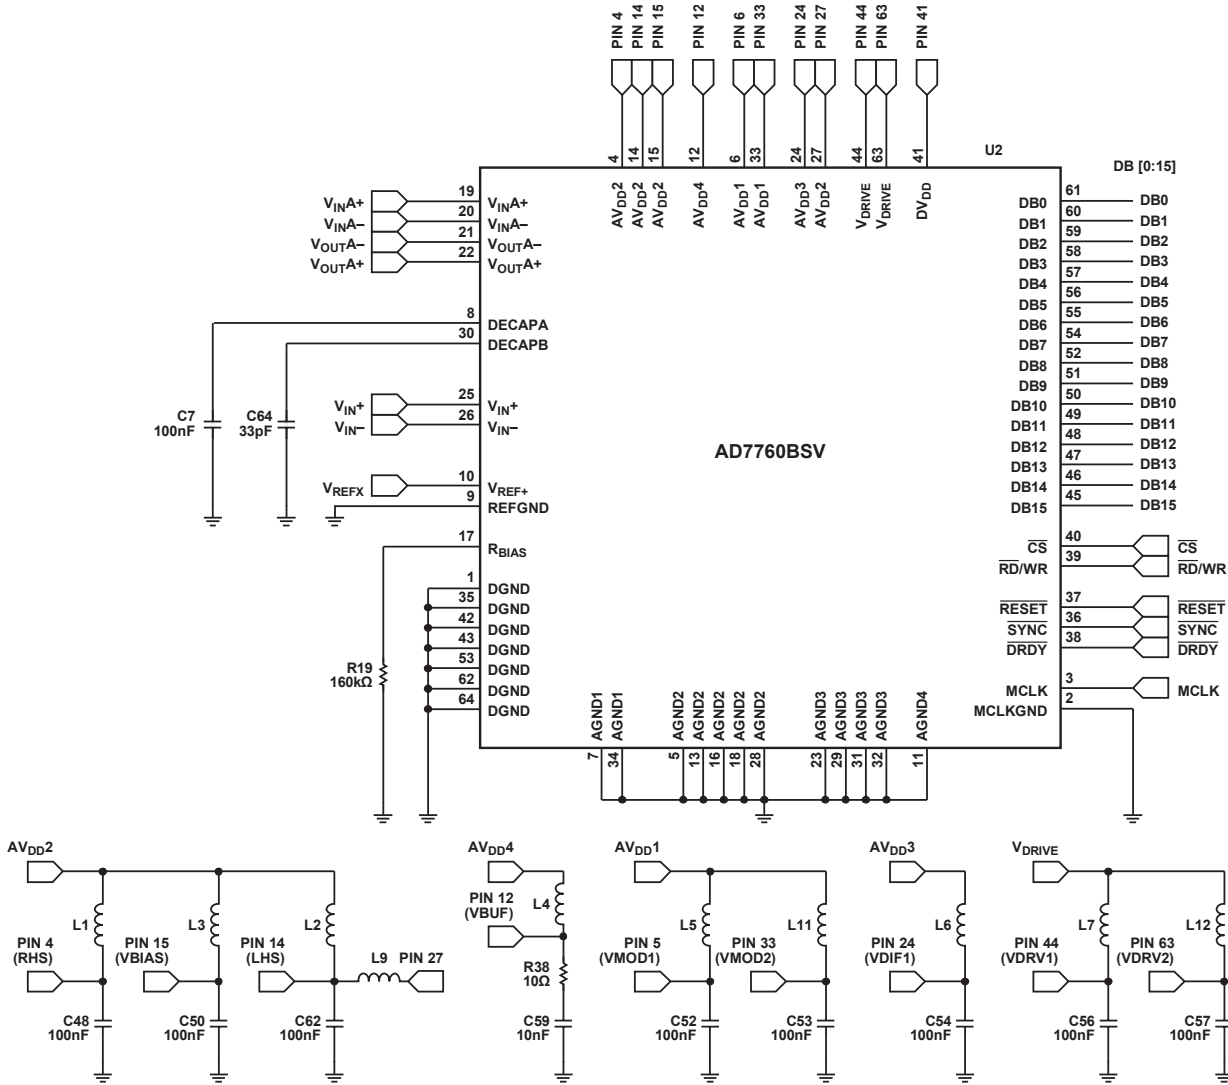 PIN 4
PIN 14
PIN 15
PIN 12
PIN 6
PIN 33
PIN 24
PIN 27
PIN 44
PIN 63
PIN 41
4
14
15
12
6
33
24
27
44
63
41
U2
DB [0:15]
AVDD2
AVDD2
AVDD2
AVDD4
AVDD1
AVDD1
AVDD3
AVDD2
VDRIVE
VDRIVE
DVDD
VINA+ 19 VINA+
VINA– 20 VINA–
VOUTA– 21 VOUTA–
VOUTA+ 22 VOUTA+
8 DECAPA
30 DECAPB
C7
100nF
C64
33pF
VIN+ 25 VIN+
VIN– 26 VIN–
VREFX 10 VREF+
9 REFGND
17 RBIAS
1 DGND
35 DGND
42 DGND
43 DGND
53 DGND
62 DGND
64 DGND
R19
160kΩ
AD7760BSV
DB0 61 DB0
DB1 60 DB1
DB2 59 DB2
DB3 58 DB3
DB4 57 DB4
DB5 56 DB5
DB6 55 DB6
DB7 54 DB7
DB8 52 DB8
DB9 51 DB9
DB10 50 DB10
DB11 49 DB11
DB12 48 DB12
DB13 47 DB13
DB14 46 DB14
DB15 45 DB15
CS 40 CS
RD/WR 39 RD/WR
RESET 37 RESET
SYNC 36 SYNC
DRDY 38 DRDY
MCLK 3 MCLK
MCLKGND 2
AGND1
AGND1
AGND2
AGND2
AGND2
AGND2
AGND2
AGND3
AGND3
AGND3
AGND3
AGND4
7
34
5
13
16
18
28
23
29
31
32
11
AVDD2
L1
L3
L2
PIN 4
(RHS)
PIN 15
(VBIAS)
PIN 14
(LHS)
L9
PIN 27
C48
100nF
C50
100nF
C62
100nF
AVDD4
PIN 12
(VBUF)
L4
R38
10Ω
C59
10nF
AVDD1
L5
L11
PIN 5
(VMOD1)
PIN 33
(VMOD2)
C52
100nF
C53
100nF
AVDD3
L6
PIN 24
(VDIF1)
C54
100nF
VDRIVE
L7
L12
PIN 44
(VDRV1)
PIN 63
(VDRV2)
C56
100nF
C57
100nF